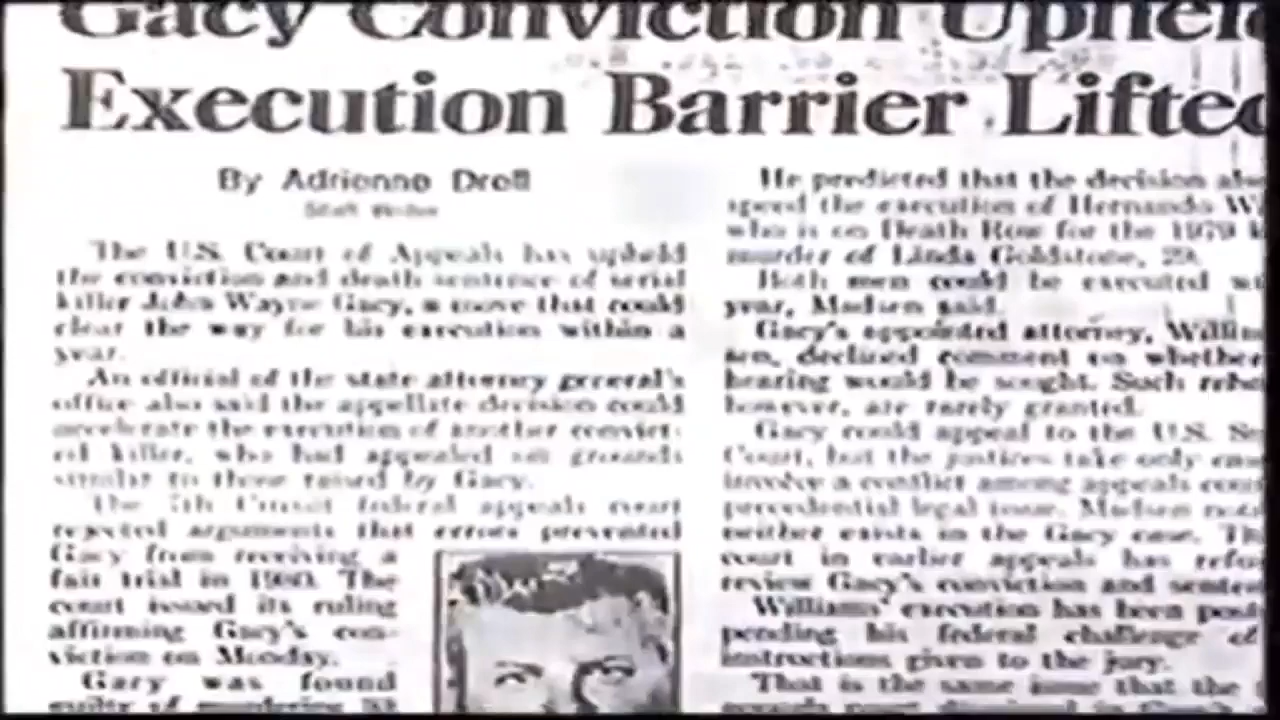 Gacy Conviction Upheld
Execution Barrier Lifted
By Adrienne Drell
Staff Writer
The U.S. Court of Appeals has upheld
the conviction and death sentence of serial
killer John Wayne Gacy, a move that could
clear the way for his execution within a
year.
An official of the state attorney general's
office also said the appellate decision could
accelerate the execution of another convict-
ed killer, who had appealed on grounds
similar to those raised by Gacy.
The 7th Circuit federal appeals court
rejected arguments that errors prevented
Gacy from receiving a
fair trial in 1980. The
court issued its ruling
affirming Gacy's con-
viction on Monday.
Gacy was found
guilty of murdering 33
He predicted that the decision also
speed the execution of Hernando
who is on Death Row for the 1979
murder of Linda Goldstone, 29.
Both men could be executed
year, Madsen said.
Gacy's appointed attorney,
sen, declined comment on whether
hearing would be sought. Such
however, are rarely granted.
Gacy could appeal to the U.S.
Court, but the justices take only
involve a conflict among appeals
precedential legal issue. Madsen
neither exists in the Gacy case.
court in earlier appeals has
review Gacy's conviction and
Williams' execution has been
pending his federal challenge of
instructions given to the jury.
That is the same issue that the